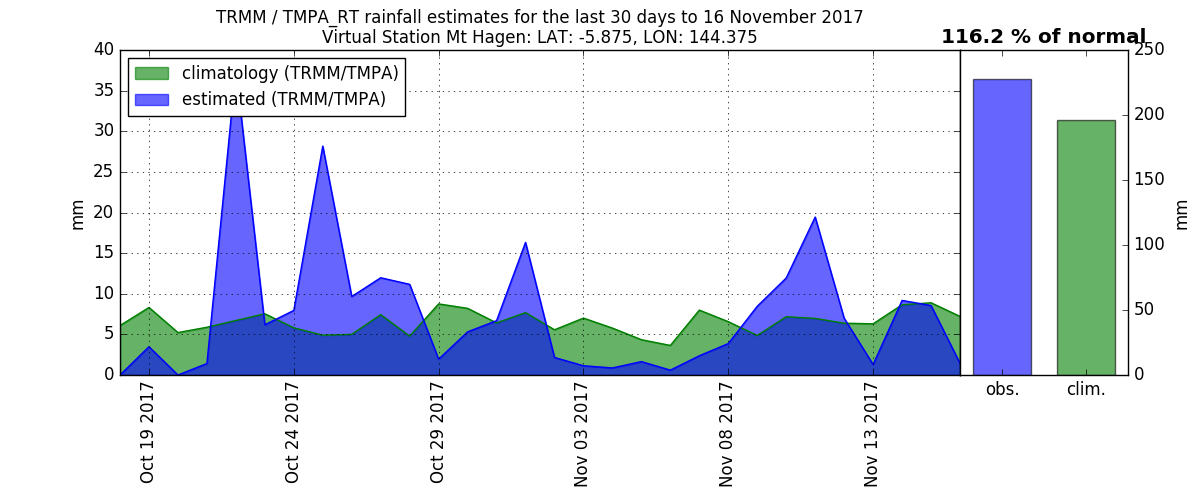 TRMM / TMPA_RT rainfall estimates for the last 30 days to 16 November 2017
Virtual Station Mt Hagen: LAT: -5.875, LON: 144.375
116.2 % of normal
climatology (TRMM/TMPA)
estimated (TRMM/TMPA)
40
35
30
25
20
15
10
5
0
mm
250
200
150
100
50
0
mm
obs.
clim.
Oct 19 2017
Oct 24 2017
Oct 29 2017
Nov 03 2017
Nov 08 2017
Nov 13 2017